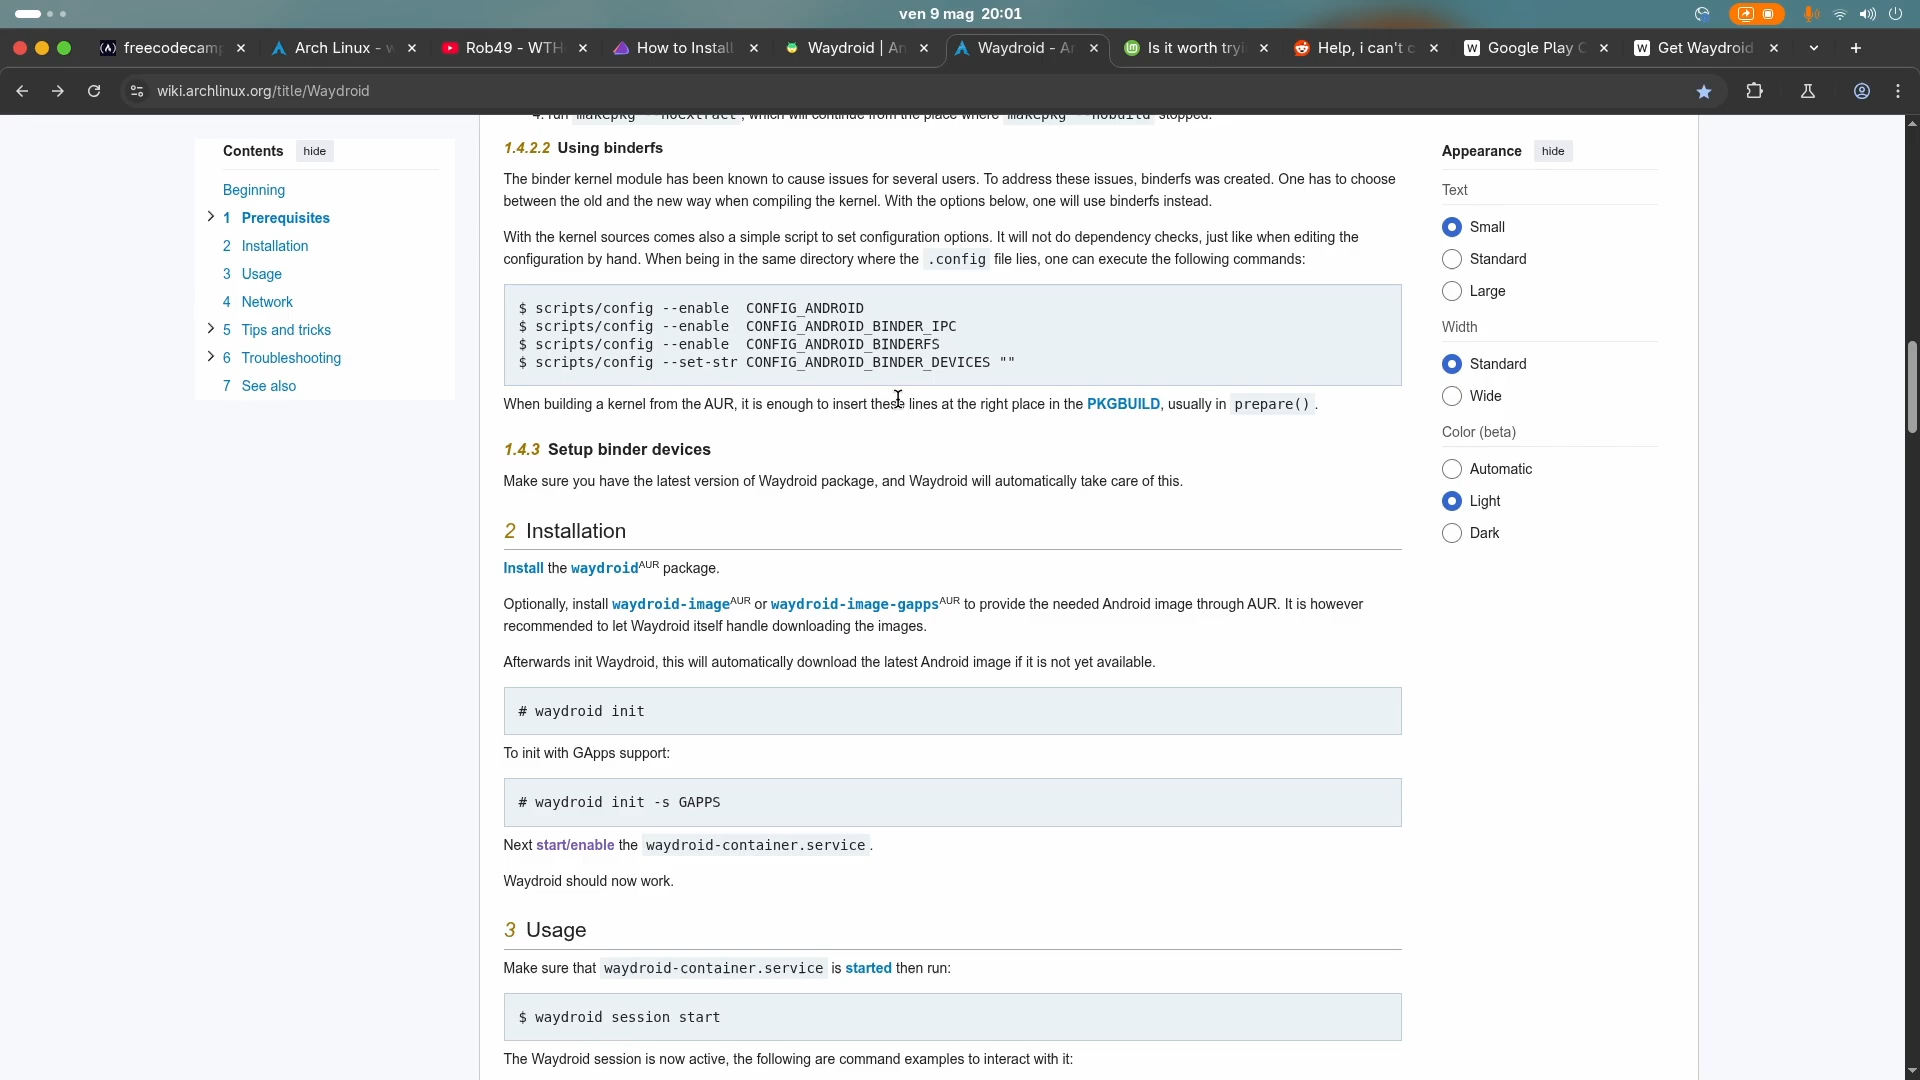 ven 9 mag 20:01
freecodecam
Arch Linux - w
Rob49 - WTH
How to Install
Waydroid | An
Waydroid - Ar
Is it worth tryi
Help, i can't c
Google Play C
Get Waydroid
wiki.archlinux.org/title/Waydroid
Contents hide
Beginning
1 Prerequisites
2 Installation
3 Usage
4 Network
5 Tips and tricks
6 Troubleshooting
7 See also
4. run makepkg --noextract, which will continue from the place where makepkg --nobuild stopped.
1.4.2.2 Using binderfs
The binder kernel module has been known to cause issues for several users. To address these issues, binderfs was created. One has to choose
between the old and the new way when compiling the kernel. With the options below, one will use binderfs instead.
With the kernel sources comes also a simple script to set configuration options. It will not do dependency checks, just like when editing the
configuration by hand. When being in the same directory where the .config file lies, one can execute the following commands:
$ scripts/config --enable  CONFIG_ANDROID
$ scripts/config --enable  CONFIG_ANDROID_BINDER_IPC
$ scripts/config --enable  CONFIG_ANDROID_BINDERFS
$ scripts/config --set-str CONFIG_ANDROID_BINDER_DEVICES ""
When building a kernel from the AUR, it is enough to insert these lines at the right place in the PKGBUILD, usually in prepare().
1.4.3 Setup binder devices
Make sure you have the latest version of Waydroid package, and Waydroid will automatically take care of this.
2 Installation
Install the waydroidAUR package.
Optionally, install waydroid-imageAUR or waydroid-image-gappsAUR to provide the needed Android image through AUR. It is however
recommended to let Waydroid itself handle downloading the images.
Afterwards init Waydroid, this will automatically download the latest Android image if it is not yet available.
# waydroid init
To init with GApps support:
# waydroid init -s GAPPS
Next start/enable the waydroid-container.service.
Waydroid should now work.
3 Usage
Make sure that waydroid-container.service is started then run:
$ waydroid session start
The Waydroid session is now active, the following are command examples to interact with it:
Appearance hide
Text
Small
Standard
Large
Width
Standard
Wide
Color (beta)
Automatic
Light
Dark